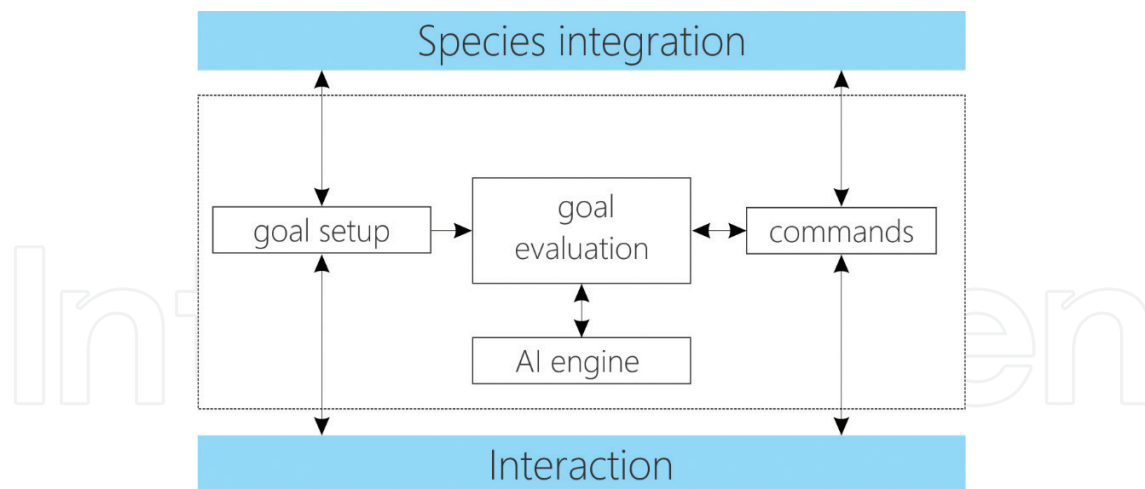 Species integration
goal setup
goal
evaluation
commands
AI engine
Interaction